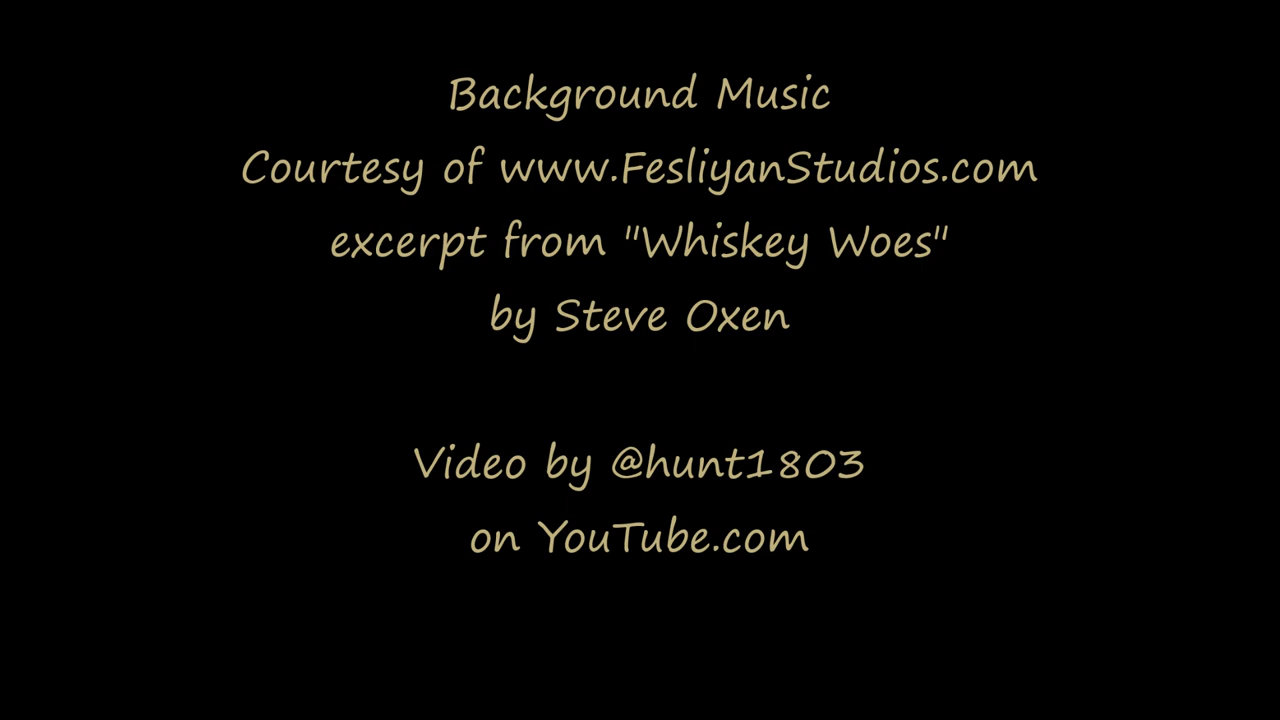 Background Music
Courtesy of www.FesliyanStudios.com
excerpt from "Whiskey Woes"
by Steve Oxen
Video by @hunt1803
on YouTube.com